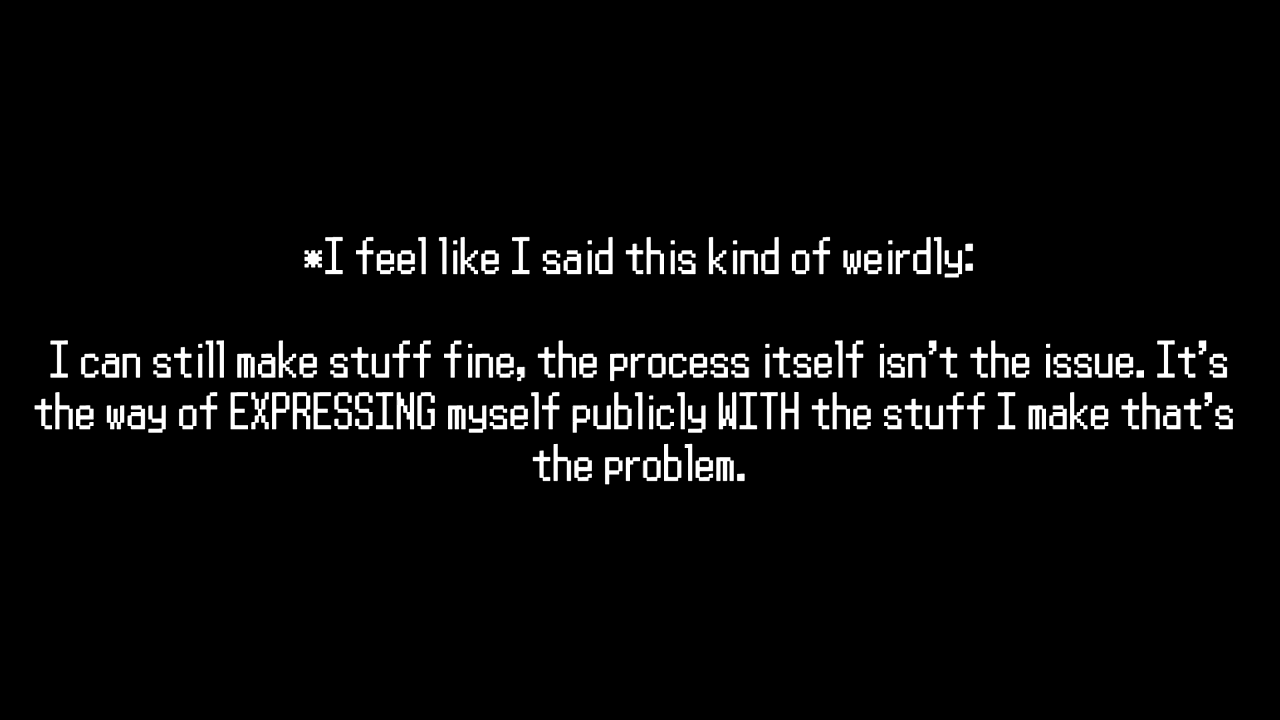 *I feel like I said this kind of weirdly:
I can still make stuff fine, the process itself isn't the issue. It's
the way of EXPRESSING myself publicly WITH the stuff I make that's
the problem.